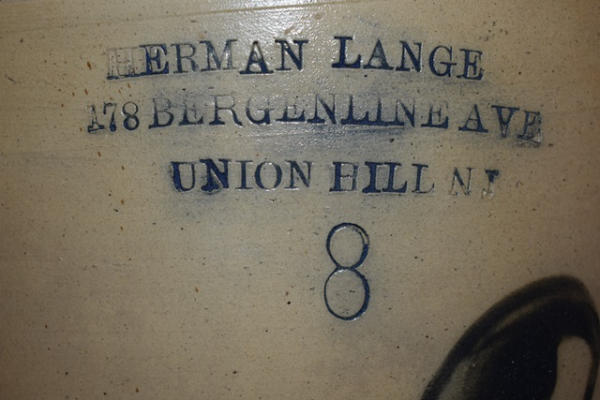 HERMAN LANGE
178 BERGENLINE AVE
UNION HILL N J
8